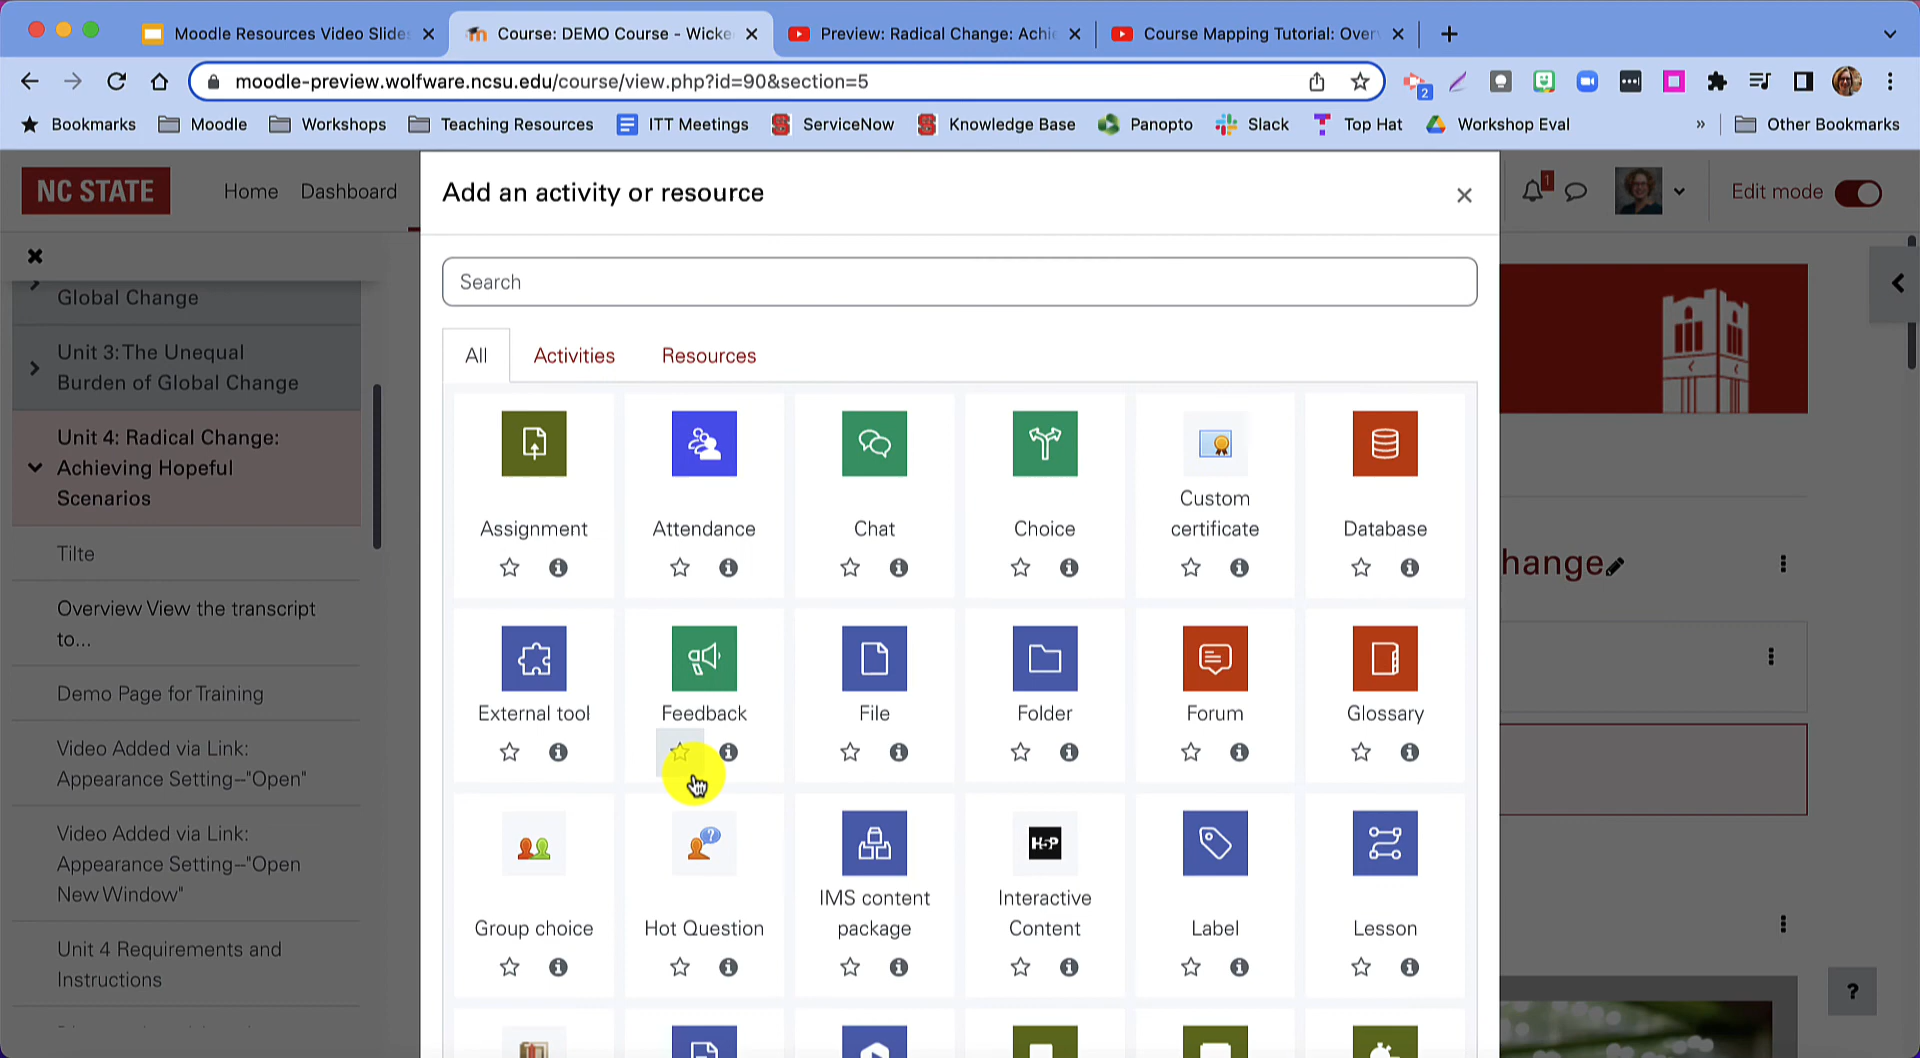 Moodle Resources Video Slides
Course: DEMO Course - Wicke
Preview: Radical Change: Achie
Course Mapping Tutorial: Over
moodle-preview.wolfware.ncsu.edu/course/view.php?id=90&section=5
2
Bookmarks
Moodle
Workshops
Teaching Resources
ITT Meetings
ServiceNow
Knowledge Base
Panopto
Slack
Top Hat
Workshop Eval
»
Other Bookmarks
NC STATE
Home
Dashboard
Add an activity or resource
1
Edit mode
Search
All
Activities
Resources
Global Change
Unit 3: The Unequal
Burden of Global Change
Unit 4: Radical Change:
Achieving Hopeful
Scenarios
Tilte
Overview View the transcript
to...
Demo Page for Training
Video Added via Link:
Appearance Setting--"Open"
Video Added via Link:
Appearance Setting--"Open
New Window"
Unit 4 Requirements and
Instructions
Assignment
Attendance
Chat
Choice
Custom
certificate
Database
External tool
Feedback
File
Folder
Forum
Glossary
Group choice
Hot Question
IMS content
package
H5P
Interactive
Content
Label
Lesson
hange
?